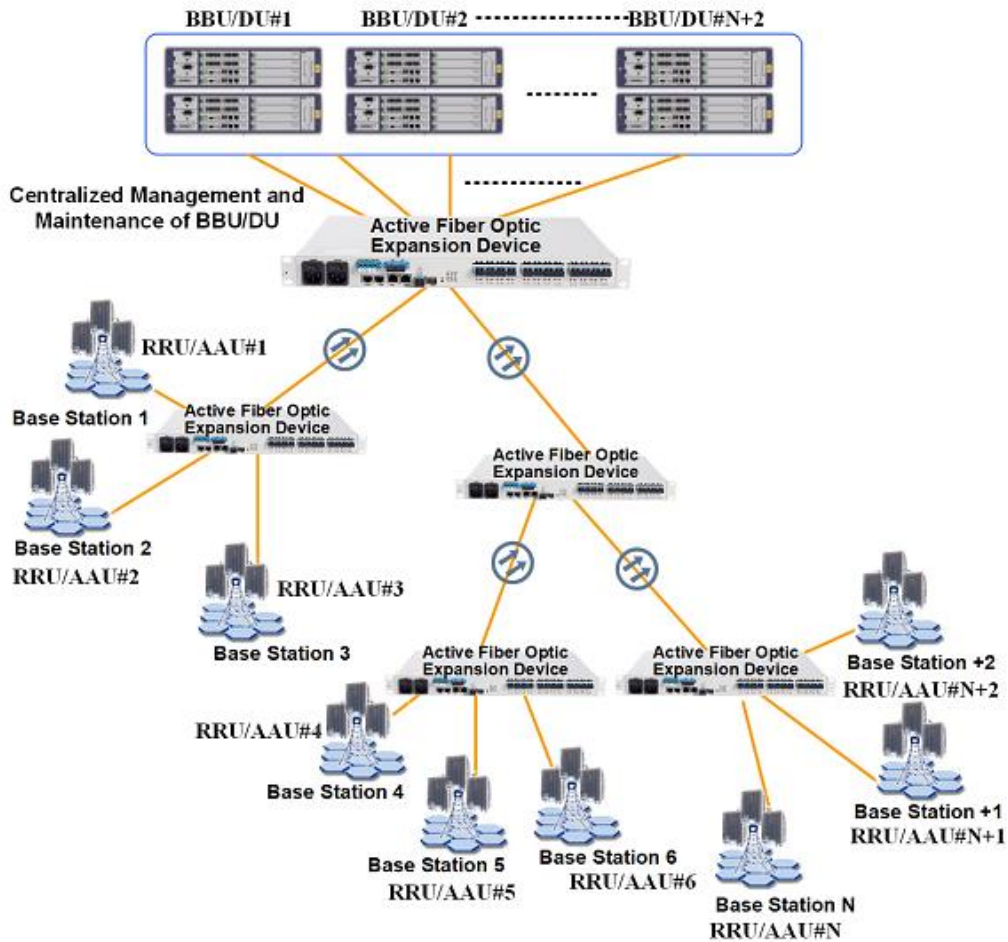 BBU/DU#1
BBU/DU#2
BBU/DU#N+2
Centralized Management and
Maintenance of BBU/DU
Active Fiber Optic
Expansion Device
RRU/AAU#1
Base Station 1
Active Fiber Optic
Expansion Device
Base Station 2
RRU/AAU#2
RRU/AAU#3
Base Station 3
Active Fiber Optic
Expansion Device
Active Fiber Optic
Expansion Device
Active Fiber Optic
Expansion Device
Base Station +2
RRU/AAU#N+2
RRU/AAU#4
Base Station 4
Base Station 5
RRU/AAU#5
Base Station 6
RRU/AAU#6
Base Station +1
RRU/AAU#N+1
Base Station N
RRU/AAU#N